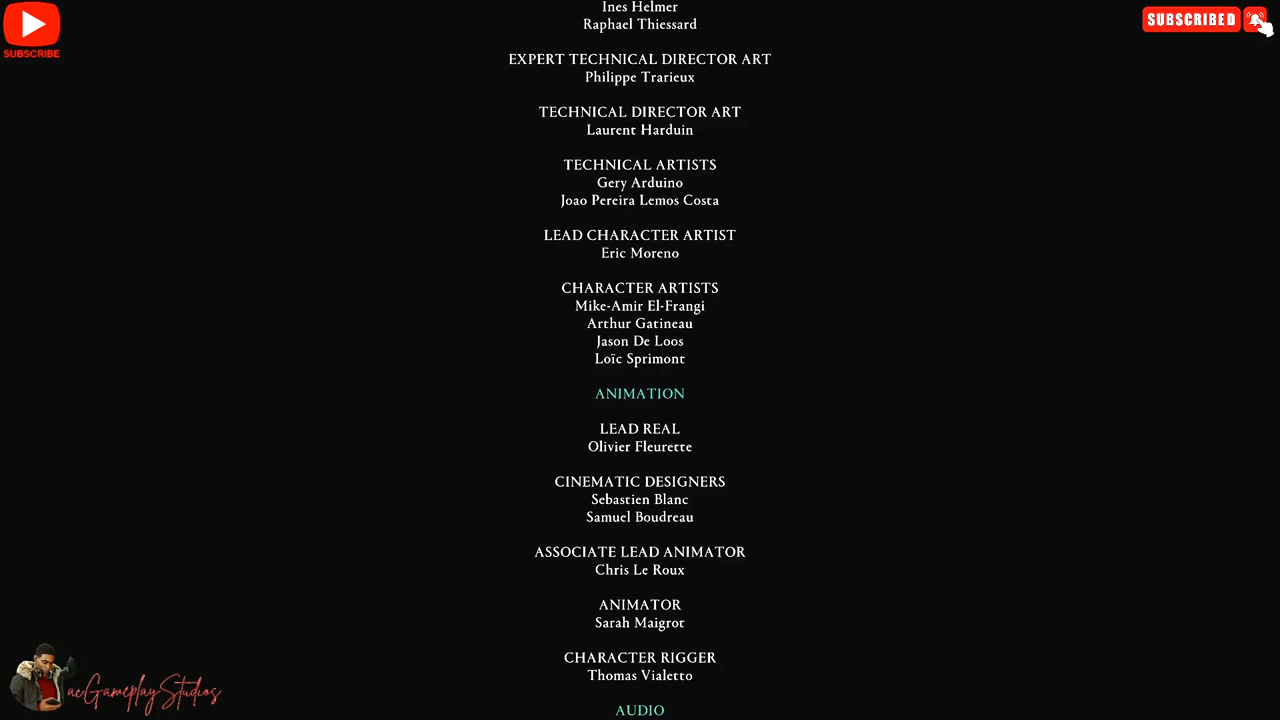 Ines Helmer
Raphael Thiessard
SUBSCRIBE
SUBSCRIBED
EXPERT TECHNICAL DIRECTOR ART
Philippe Trarieux
TECHNICAL DIRECTOR ART
Laurent Harduin
TECHNICAL ARTISTS
Gery Arduino
Joao Pereira Lemos Costa
LEAD CHARACTER ARTIST
Eric Moreno
CHARACTER ARTISTS
Mike-Amir El-Frangi
Arthur Gatineau
Jason De Loos
Loïc Sprimont
ANIMATION
LEAD REAL
Olivier Fleurette
CINEMATIC DESIGNERS
Sebastien Blanc
Samuel Boudreau
ASSOCIATE LEAD ANIMATOR
Chris Le Roux
ANIMATOR
Sarah Maigrot
CHARACTER RIGGER
Thomas Vialetto
aeGameplayStudios
AUDIO